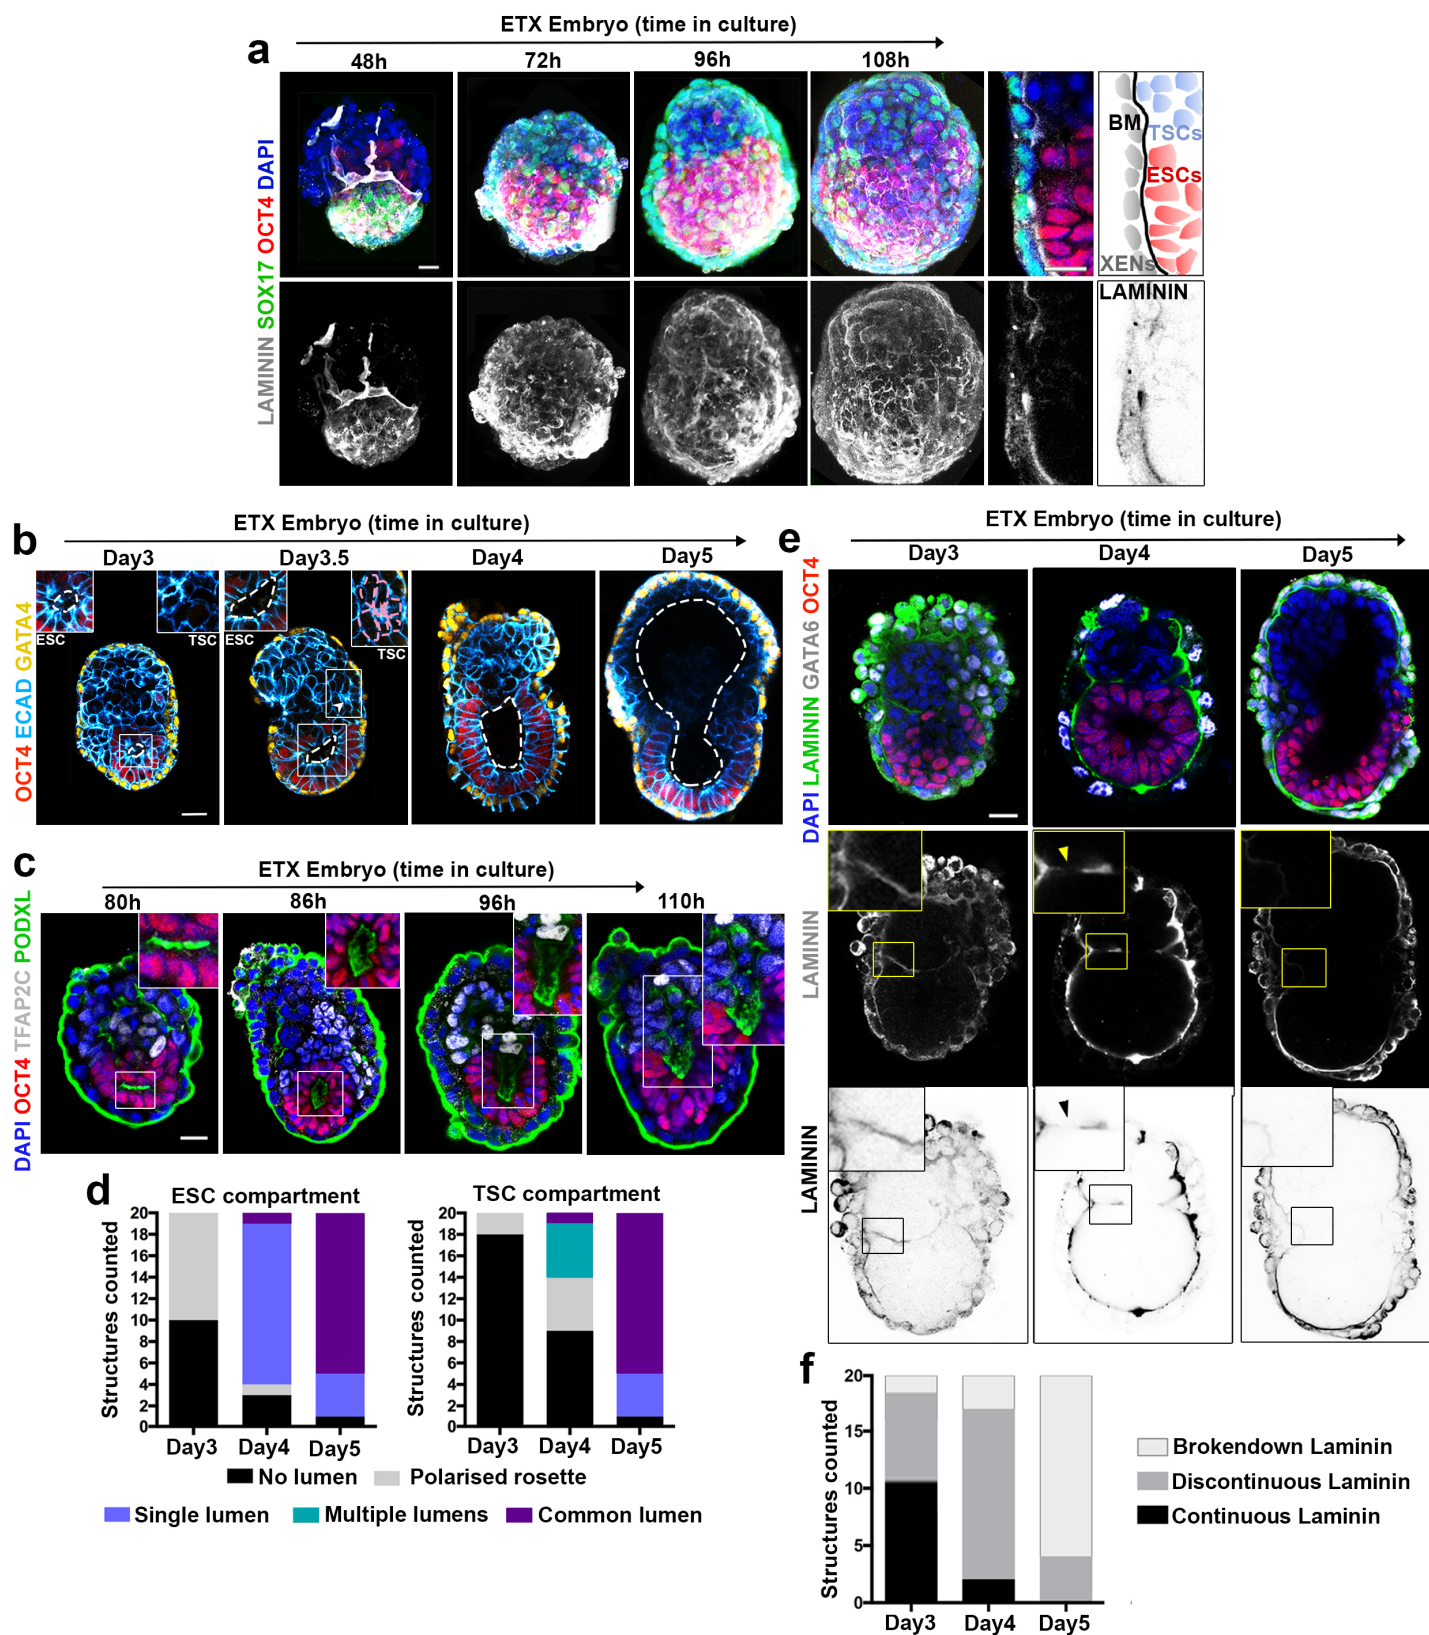 a
ETX Embryo (time in culture)
48h 72h 96h 108h
LAMININ SOX17 OCT4 DAPI
BM
TSCs
ESCs
XENs
LAMININ
b
ETX Embryo (time in culture)
Day3 Day3.5 Day4 Day5
OCT4 ECAD GATA4
ESC TSC ESC TSC
c
ETX Embryo (time in culture)
80h 86h 96h 110h
DAPI OCT4 TFAP2C PODXL
d
ESC compartment
Structures counted
20
18
16
14
12
10
8
6
4
2
0
Day3 Day4 Day5
TSC compartment
Structures counted
20
18
16
14
12
10
8
6
4
2
0
Day3 Day4 Day5
No lumen Polarised rosette
Single lumen Multiple lumens Common lumen
e
ETX Embryo (time in culture)
Day3 Day4 Day5
DAPI LAMININ GATA6 OCT4
LAMININ
LAMININ
f
Structures counted
20
15
10
5
0
Day3 Day4 Day5
Brokendown Laminin
Discontinuous Laminin
Continuous Laminin